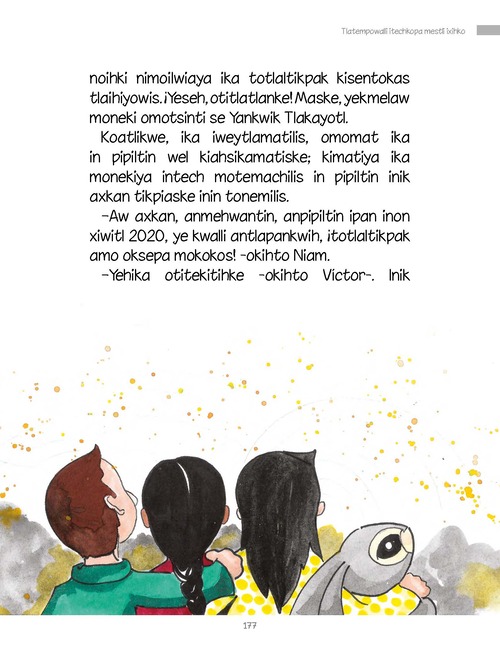 Tlatempowalli itechkopa mestli ixihko
noihki nimoilwiaya ika totlaltikpak kisentokas
tlaihiyowis. ¡Yeseh, otitlatlanke! Maske, yekmelaw
moneki omotsinti se Yankwik Tlakayotl.
Koatlikwe, ika iweytlamatilis, omomat ika
in pipiltin wel kiahsikamatiske; kimatiya ika
monekiya intech motemachilis in pipiltin inik
axkan tikpiaske inin tonemilis.
–Aw axkan, anmehwantin, anpipiltin ipan inon
xiwitl 2020, ye kwalli antlapankwih, ¡totlaltikpak
amo oksepa mokokos! -okihto Niam.
–Yehika otitekitihke -okihto Victor-. Inik
177